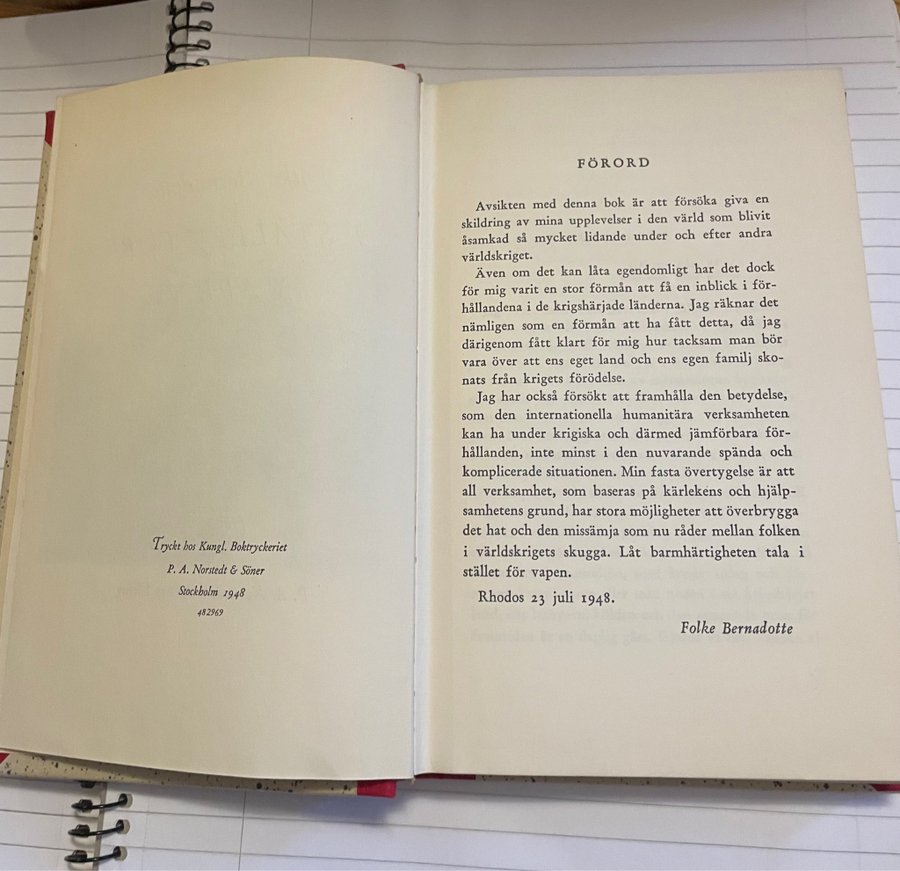 Tryckt hos Kungl. Boktryckeriet
P. A. Norstedt & Söner
Stockholm 1948
482969
FÖRORD
Avsikten med denna bok är att försöka giva en
skildring av mina upplevelser i den värld som blivit
åsamkad så mycket lidande under och efter andra
världskriget.
Även om det kan låta egendomligt har det dock
för mig varit en stor förmån att få en inblick i för-
hållandena i de krigshärjade länderna. Jag räknar det
nämligen som en förmån att ha fått detta, då jag
därigenom fått klart för mig hur tacksam man bör
vara över att ens eget land och ens egen familj sko-
nats från krigets förödelse.
Jag har också försökt att framhålla den betydelse,
som den internationella humanitära verksamheten
kan ha under krigiska och därmed jämförbara för-
hållanden, inte minst i den nuvarande spända och
komplicerade situationen. Min fasta övertygelse är att
all verksamhet, som baseras på kärlekens och hjälp-
samhetens grund, har stora möjligheter att överbrygga
det hat och den missämja som nu råder mellan folken
i världskrigets skugga. Låt barmhärtigheten tala i
stället för vapen.
Rhodos 23 juli 1948.
Folke Bernadotte